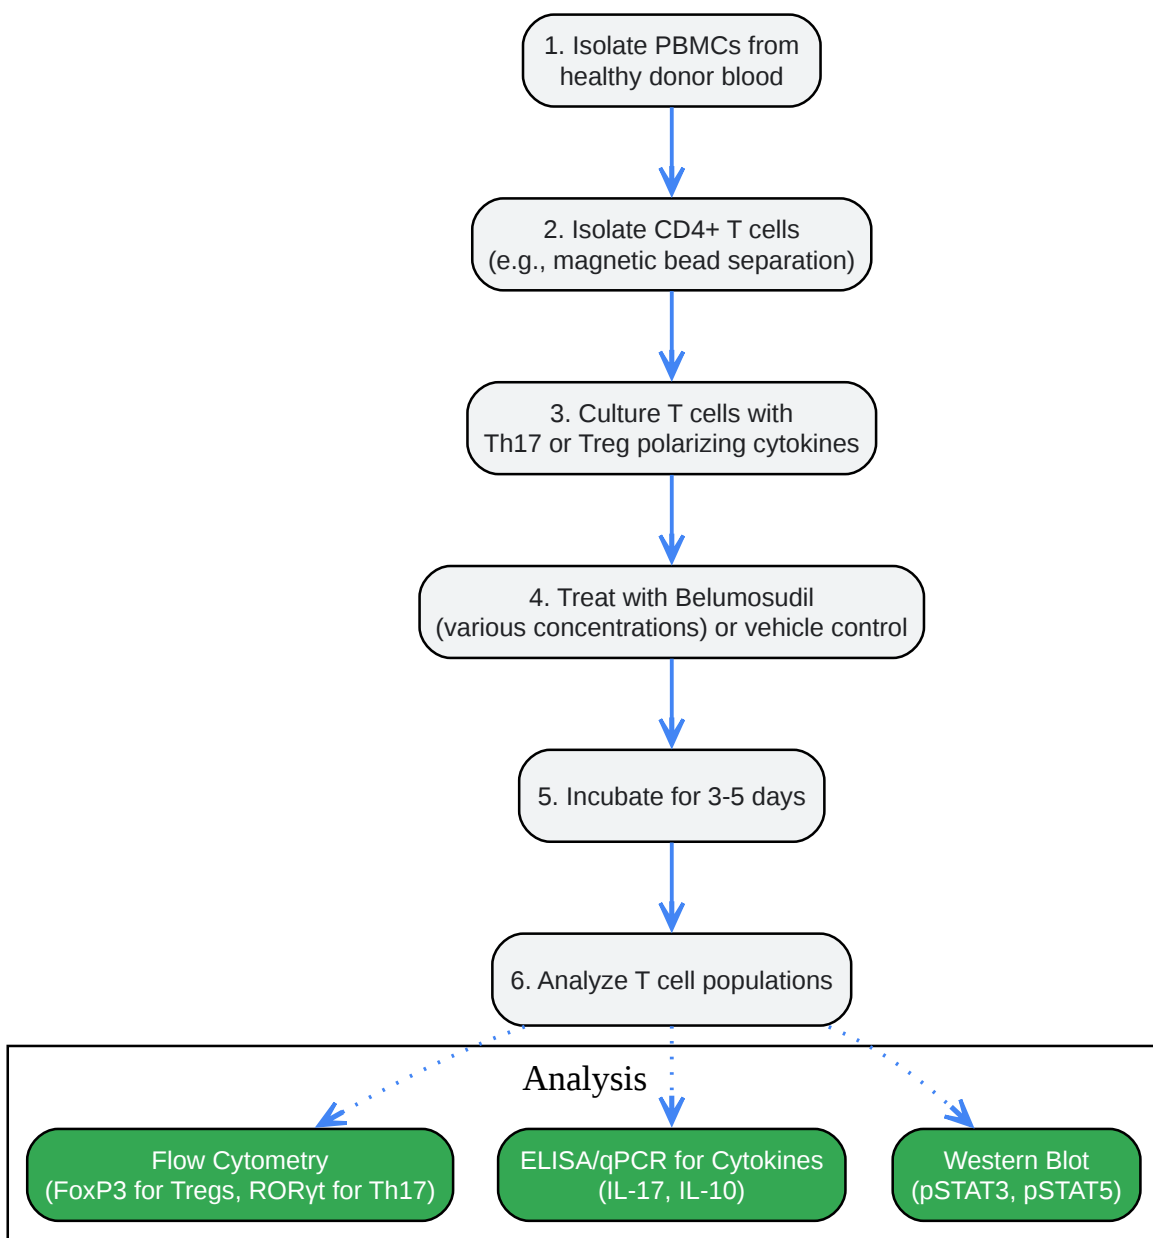 1. Isolate PBMCs from
healthy donor blood
2. Isolate CD4+ T cells
(e.g., magnetic bead separation)
3. Culture T cells with
Th17 or Treg polarizing cytokines
4. Treat with Belumosudil
(various concentrations) or vehicle control
5. Incubate for 3-5 days
6. Analyze T cell populations
Analysis
Flow Cytometry
(FoxP3 for Tregs, RORγt for Th17)
ELISA/qPCR for Cytokines
(IL-17, IL-10)
Western Blot
(pSTAT3, pSTAT5)